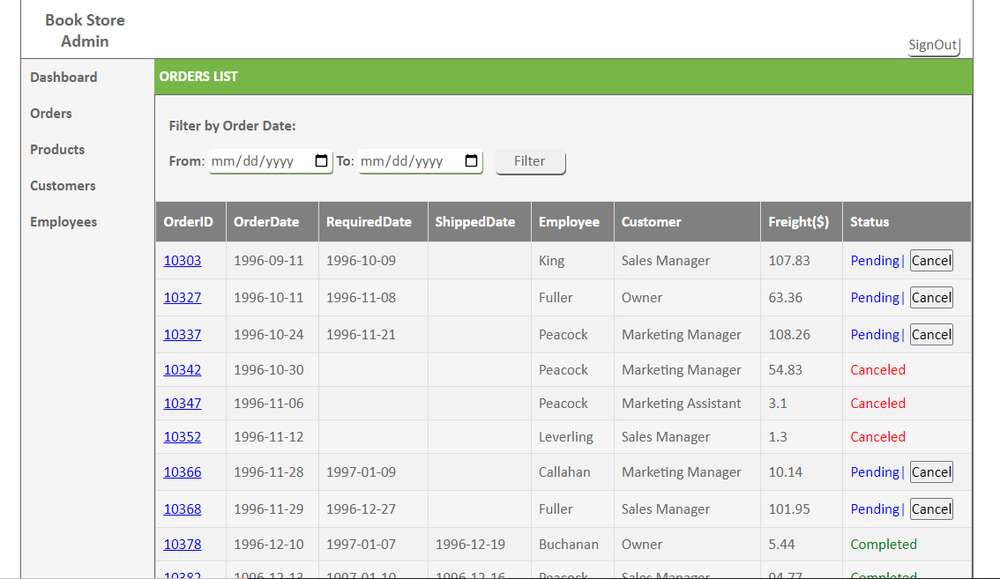 Book Store
Admin
SignOut
Dashboard
Orders
Products
Customers
Employees
ORDERS LIST
Filter by Order Date:
From: mm/dd/yyyy To: mm/dd/yyyy Filter
OrderID OrderDate RequiredDate ShippedDate Employee Customer Freight($) Status
10303 1996-09-11 1996-10-09 King Sales Manager 107.83 Pending| Cancel
10327 1996-10-11 1996-11-08 Fuller Owner 63.36 Pending| Cancel
10337 1996-10-24 1996-11-21 Peacock Marketing Manager 108.26 Pending| Cancel
10342 1996-10-30 Peacock Marketing Manager 54.83 Canceled
10347 1996-11-06 Peacock Marketing Assistant 3.1 Canceled
10352 1996-11-12 Leverling Sales Manager 1.3 Canceled
10366 1996-11-28 1997-01-09 Callahan Marketing Manager 10.14 Pending| Cancel
10368 1996-11-29 1996-12-27 Fuller Sales Manager 101.95 Pending| Cancel
10378 1996-12-10 1997-01-07 1996-12-19 Buchanan Owner 5.44 Completed
10382 1996-12-13 1997-01-10 1996-12-16 Peacock Sales Manager 94.77 Completed